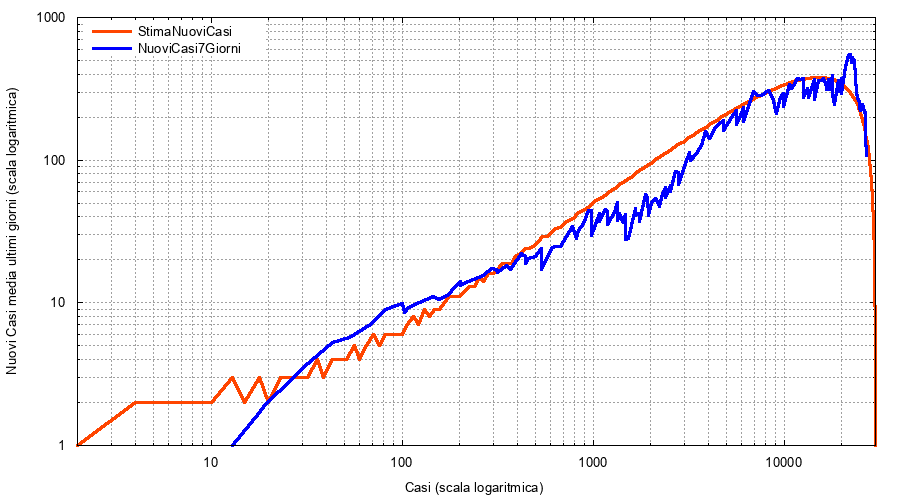 1000
StimaNuoviCasi
NuoviCasi7Giorni
100
10
1
Nuovi Casi media ultimi giorni (scala logaritmica)
10
100
1000
10000
Casi (scala logaritmica)